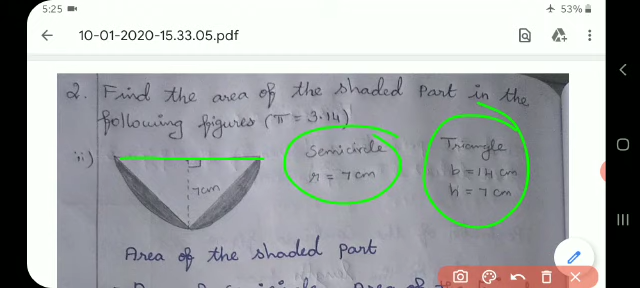 5:25
53%
10-01-2020-15.33.05.pdf
2. Find the area of the shaded part in the
following figures (π = 3.14)
ii)
7cm
Semicircle
r = 7 cm
Triangle
b = 14 cm
h = 7 cm
Area of the shaded part